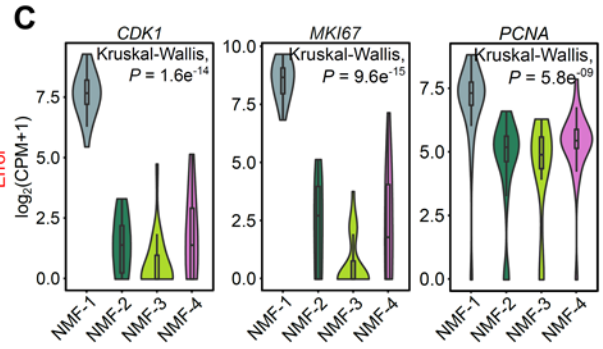 C
CDK1
MKI67
PCNA
Kruskal-Wallis,
P = 1.6e-14
Kruskal-Wallis,
P = 9.6e-15
Kruskal-Wallis,
P = 5.8e-09
Error
log2(CPM+1)
7.5
5.0
2.5
0.0
10.0
7.5
5.0
2.5
0.0
7.5
5.0
2.5
0.0
NMF-1
NMF-2
NMF-3
NMF-4
NMF-1
NMF-2
NMF-3
NMF-4
NMF-1
NMF-2
NMF-3
NMF-4